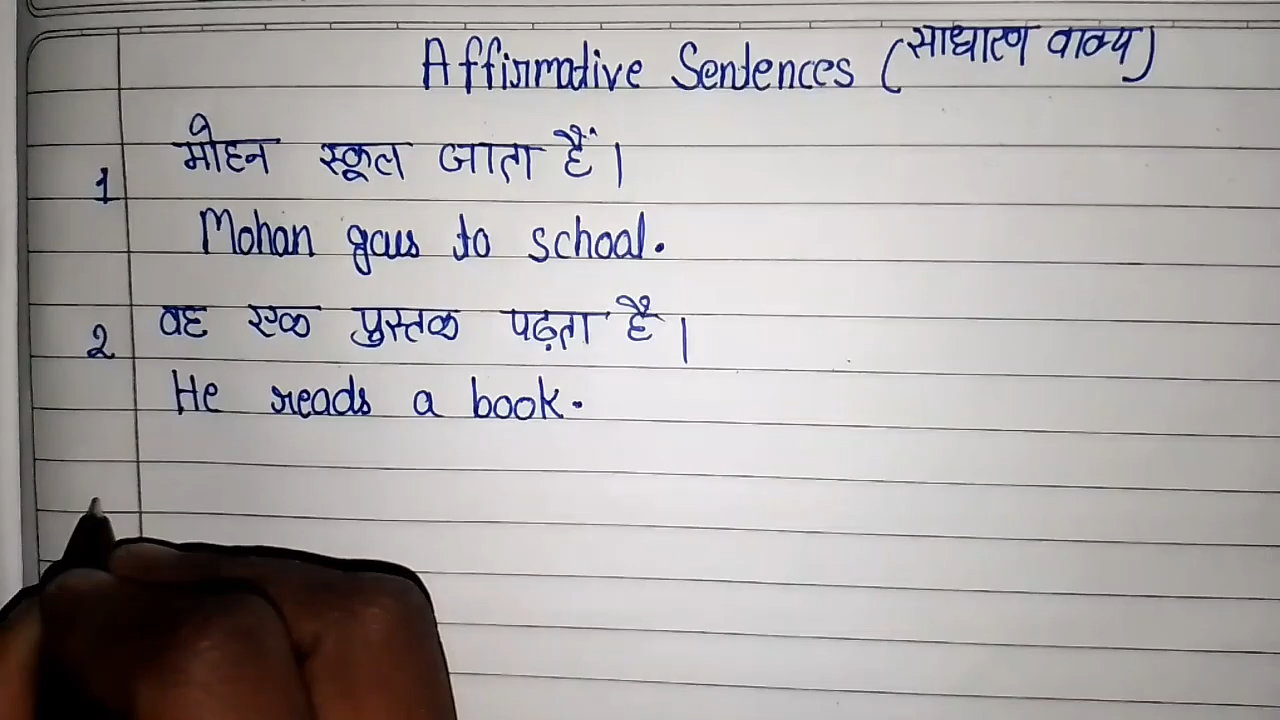 Affirmative Sentences (साधारण वाक्य)
मोहन स्कूल जाता हैं।
1
Mohan goes to school.
वह एक पुस्तक पढ़ता है।
2
He reads a book.